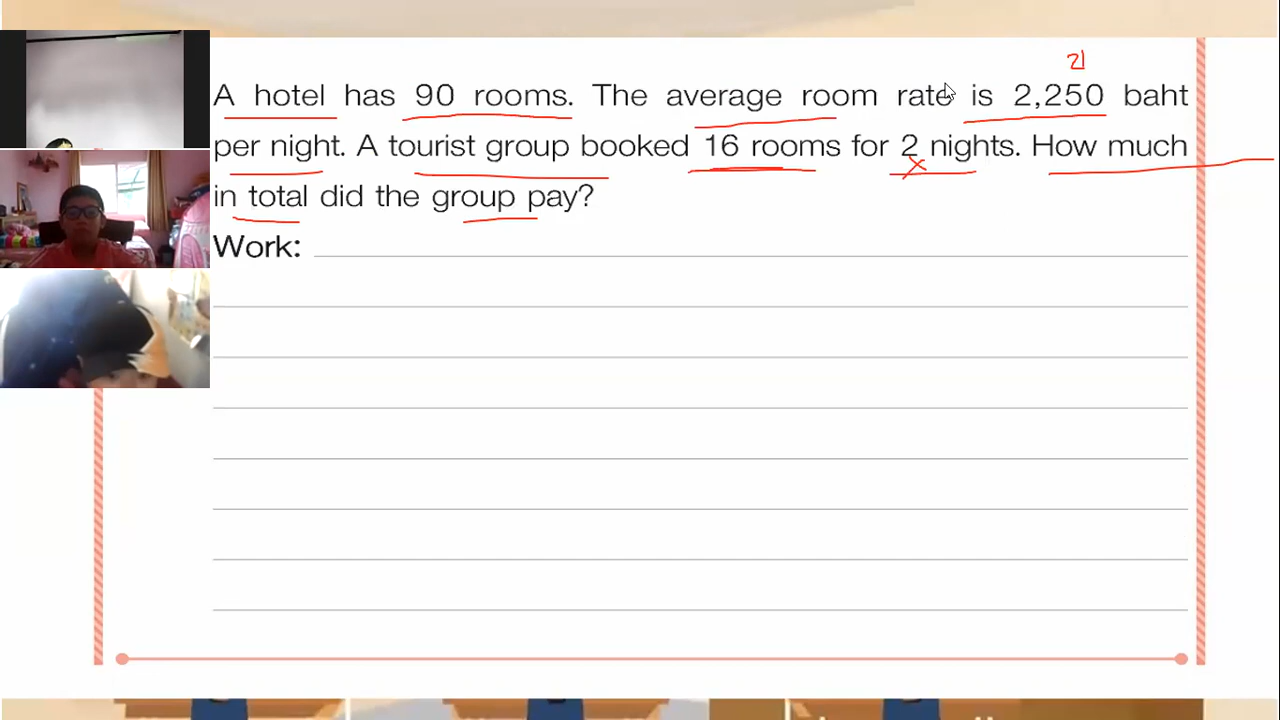 21
A hotel has 90 rooms. The average room rate is 2,250 baht
per night. A tourist group booked 16 rooms for 2 nights. How much
x
in total did the group pay?
Work: